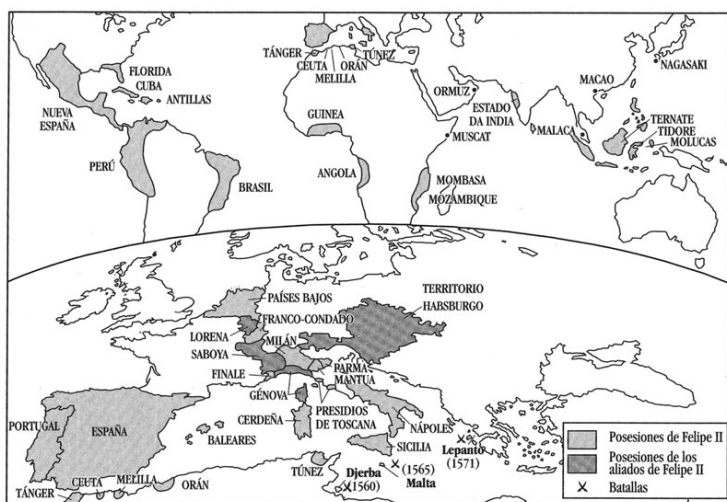 TÁNGER
CEUTA
MELILLA
ORÁN
TÚNEZ
FLORIDA
CUBA
ANTILLAS
NUEVA
ESPAÑA
PERÚ
BRASIL
GUINEA
ANGOLA
ORMUZ
ESTADO
DA INDIA
MUSCAT
MOMBASA
MOZAMBIQUE
MACAO
NAGASAKI
MALACA
TERNATE
TIDORE
MOLUCAS
PAÍSES BAJOS
FRANCO-CONDADO
TERRITORIO
HABSBURGO
LORENA
MILÁN
SABOYA
FINALE
PARMA
MANTUA
GÉNOVA
PRESIDIOS
DE TOSCANA
CERDEÑA
NÁPOLES
PORTUGAL
ESPAÑA
BALEARES
SICILIA
Lepanto
(1571)
TÁNGER
CEUTA
MELILLA
ORÁN
TÚNEZ
Djerba
(1560)
(1565)
Malta
Posesiones de Felipe II
Posesiones de los
aliados de Felipe II
Batallas